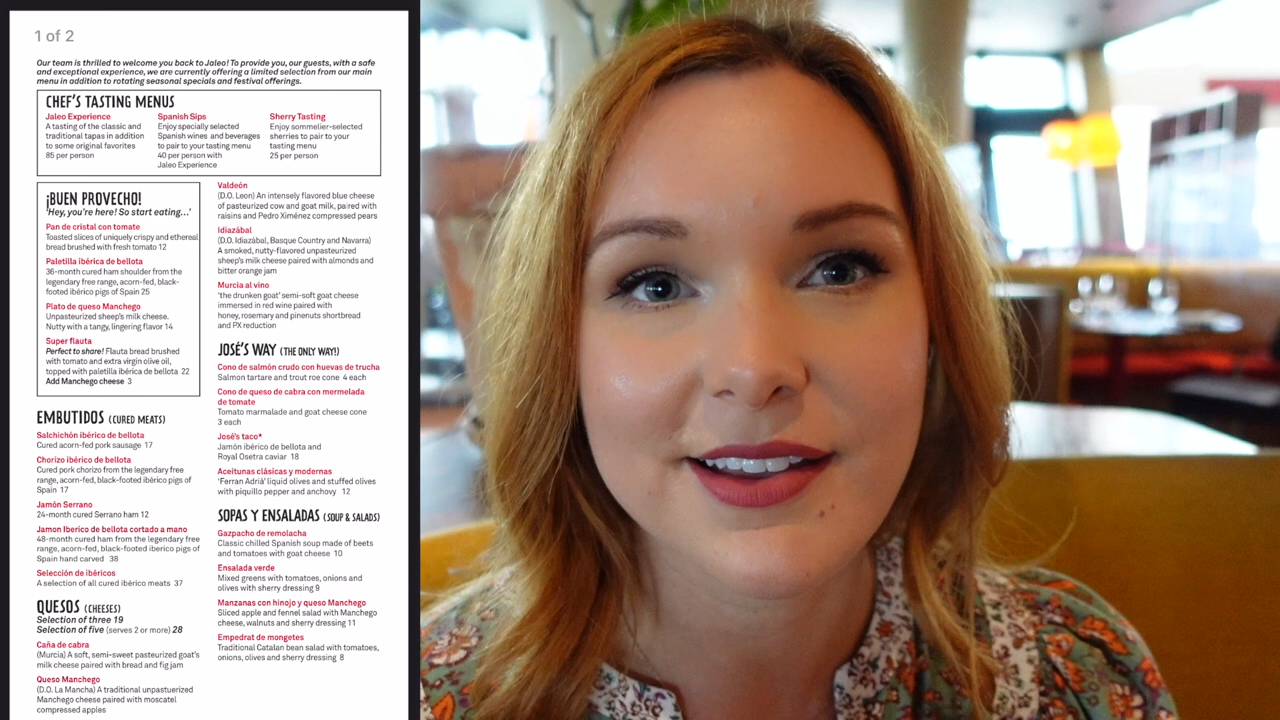 1 of 2
Our team is thrilled to welcome you back to Jaleo! To provide you, our guests, with a safe
and exceptional experience, we are currently offering a limited selection from our main
menu in addition to rotating seasonal specials and festival offerings.
CHEF'S TASTING MENUS
Jaleo Experience
A tasting of the classic and
traditional tapas in addition
to some original favorites
85 per person
Spanish Sips
Enjoy specially selected
Spanish wines and beverages
to pair to your tasting menu
40 per person with
Jaleo Experience
Sherry Tasting
Enjoy sommelier-selected
sherries to pair to your
tasting menu
25 per person
¡BUEN PROVECHO!
'Hey, you're here! So start eating...'
Pan de cristal con tomate
Toasted slices of uniquely crispy and ethereal
bread brushed with fresh tomato 12
Paletilla ibérica de bellota
36-month cured ham shoulder from the
legendary free range, acorn-fed, black-
footed ibérico pigs of Spain 25
Plato de queso Manchego
Unpasteurized sheep's milk cheese.
Nutty with a tangy, lingering flavor 14
Super flauta
Perfect to share! Flauta bread brushed
with tomato and extra virgin olive oil,
topped with paletilla ibérica de bellota 22
Add Manchego cheese 3
EMBUTIDOS (CURED MEATS)
Salchichón ibérico de bellota
Cured acorn-fed pork sausage 17
Chorizo ibérico de bellota
Cured pork chorizo from the legendary free
range, acorn-fed, black-footed ibérico pigs of
Spain 17
Jamón Serrano
24-month cured Serrano ham 12
Jamon Iberico de bellota cortado a mano
48-month cured ham from the legendary free
range, acorn-fed, black-footed iberico pigs of
Spain hand carved 38
Selección de ibéricos
A selection of all cured ibérico meats 37
QUESOS (CHEESES)
Selection of three 19
Selection of five (serves 2 or more) 28
Caña de cabra
(Murcia) A soft, semi-sweet pasteurized goat's
milk cheese paired with bread and fig jam
Queso Manchego
(D.O. La Mancha) A traditional unpastuerized
Manchego cheese paired with moscatel
compressed apples
Valdeón
(D.O. Leon) An intensely flavored blue cheese
of pasteurized cow and goat milk, paired with
raisins and Pedro Ximénez compressed pears
Idiazábal
(D.O. Idiazábal, Basque Country and Navarra)
A smoked, nutty-flavored unpasteurized
sheep's milk cheese paired with almonds and
bitter orange jam
Murcia al vino
'the drunken goat' semi-soft goat cheese
immersed in red wine paired with
honey, rosemary and pinenuts shortbread
and PX reduction
JOSÉ'S WAY (THE ONLY WAY!)
Cono de salmón crudo con huevas de trucha
Salmon tartare and trout roe cone 4 each
Cono de queso de cabra con mermelada
de tomate
Tomato marmalade and goat cheese cone
3 each
José's taco*
Jamón ibérico de bellota and
Royal Osetra caviar 18
Aceitunas clásicas y modernas
'Ferran Adrià' liquid olives and stuffed olives
with piquillo pepper and anchovy 12
SOPAS Y ENSALADAS (SOUP & SALADS)
Gazpacho de remolacha
Classic chilled Spanish soup made of beets
and tomatoes with goat cheese 10
Ensalada verde
Mixed greens with tomatoes, onions and
olives with sherry dressing 9
Manzanas con hinojo y queso Manchego
Sliced apple and fennel salad with Manchego
cheese, walnuts and sherry dressing 11
Empedrat de mongetes
Traditional Catalan bean salad with tomatoes,
onions, olives and sherry dressing 8